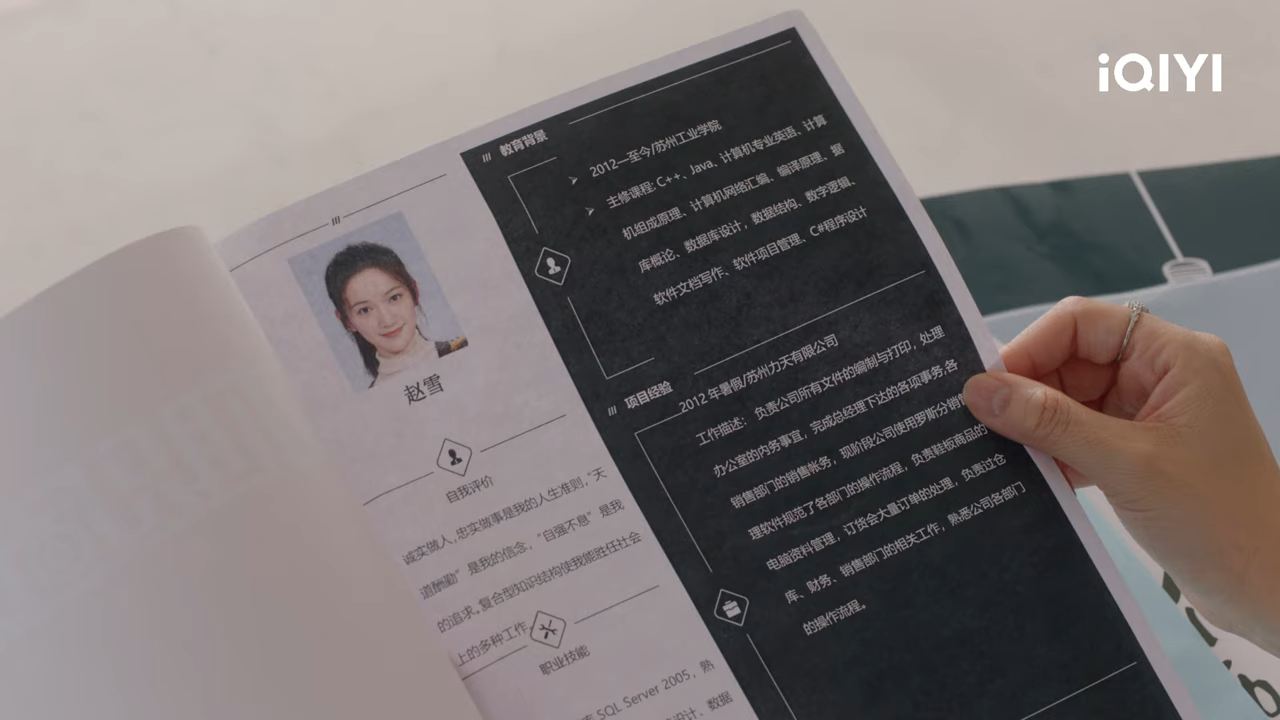 iQIYI
赵雪
自我评价
诚实做人,忠实做事是我的人生准则,"天
道酬勤"是我的信念,"自强不息"是我
的追求。复合型知识结构使我能胜任社会
上的多种工作
职业技能
SQL Server 2005，熟
设计、数据
教育背景
2012—至今/苏州工业学院
主修课程: C++、Java、计算机专业英语、计算
机组成原理、计算机网络汇编、编译原理、据
库概论、数据库设计，数据结构、数字逻辑、
软件文档写作、软件项目管理、C#程序设计
项目经验
2012年暑假/苏州力天有限公司
工作描述：负责公司所有文件的编制与打印，处理
办公室的内务事宜，完成总经理下达的各项事务,各
销售部门的销售帐务，现阶段公司使用罗斯分销
理软件规范了各部门的操作流程，负责鞋板商品的
电脑资料管理，订货会大量订单的处理，负责过仓
库、财务、销售部门的相关工作，熟悉公司各部门
的操作流程。